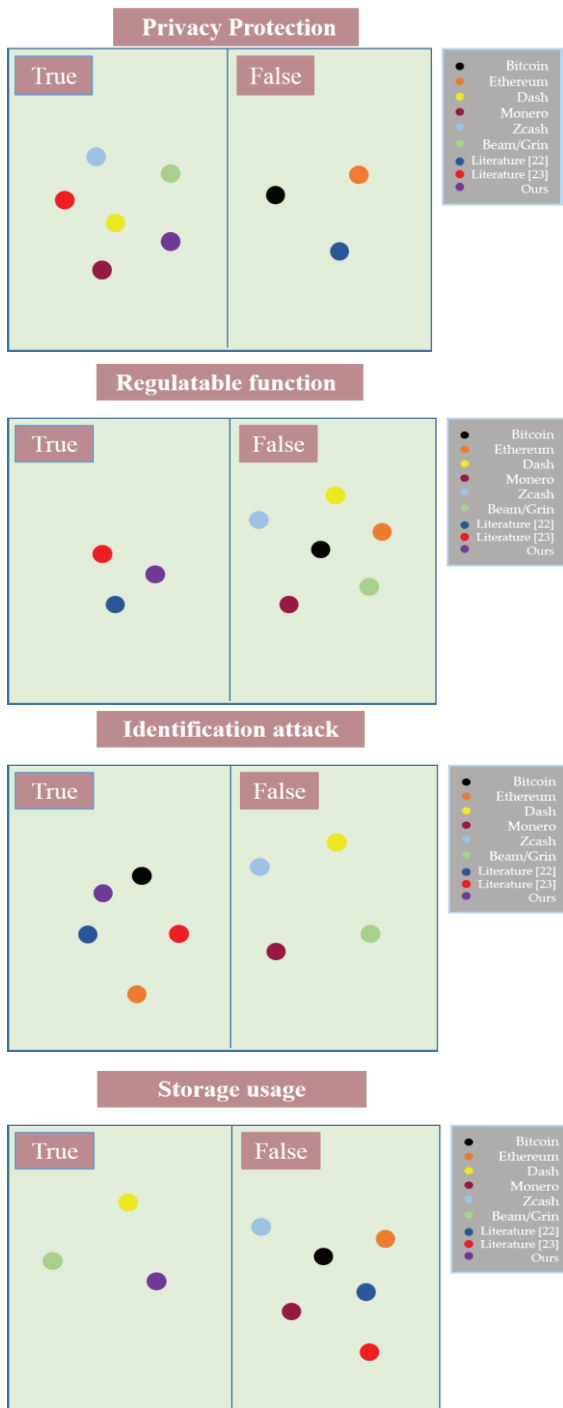 Privacy Protection
True
False
Bitcoin
Ethereum
Dash
Monero
Zcash
Beam/Grin
Literature [22]
Literature [23]
Ours
Regulatable function
True
False
Bitcoin
Ethereum
Dash
Monero
Zcash
Beam/Grin
Literature [22]
Literature [23]
Ours
Identification attack
True
False
Bitcoin
Ethereum
Dash
Monero
Zcash
Beam/Grin
Literature [22]
Literature [23]
Ours
Storage usage
True
False
Bitcoin
Ethereum
Dash
Monero
Zcash
Beam/Grin
Literature [22]
Literature [23]
Ours